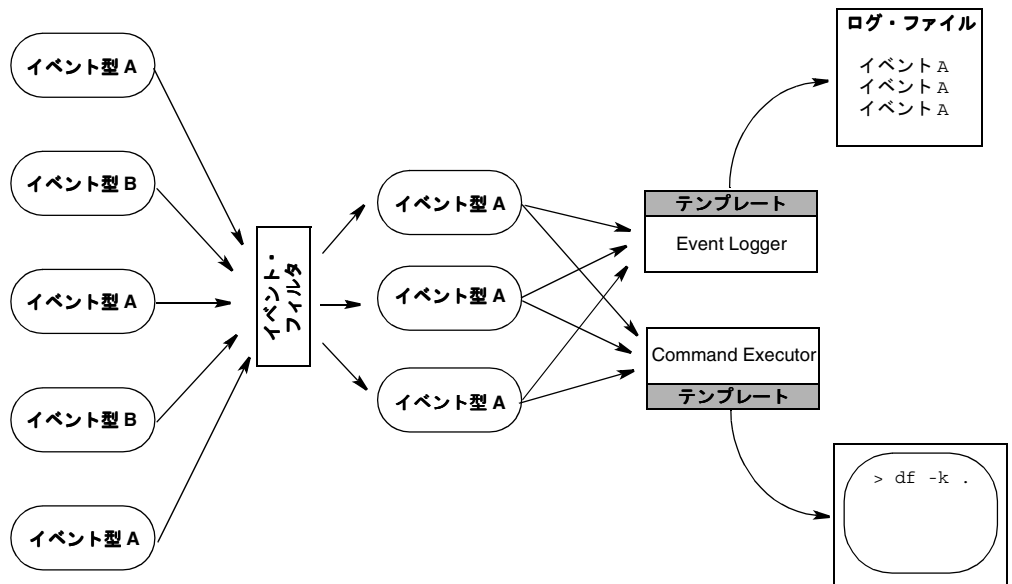 イベント型 A
イベント型 B
イベント型 A
イベント型 B
イベント型 A
イベント・
フィルタ
イベント型 A
イベント型 A
イベント型 A
テンプレート
Event Logger
Command Executor
テンプレート
ログ・ファイル
イベント A
イベント A
イベント A
> df -k .